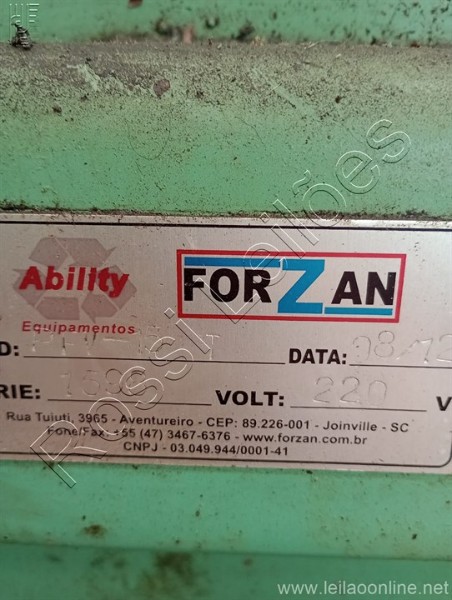 Ability
Equipamentos
FORZAN
D:
DATA: 08/12
RIE: VOLT: 220 V
Rua Tuiuti, 3965 - Aventureiro - CEP: 89.226-001 - Joinville - SC
Fone/Fax: +55 (47) 3467-6376 - www.forzan.com.br
CNPJ - 03.049.944/0001-41
Rossi Leilões
www.leilaoonline.net